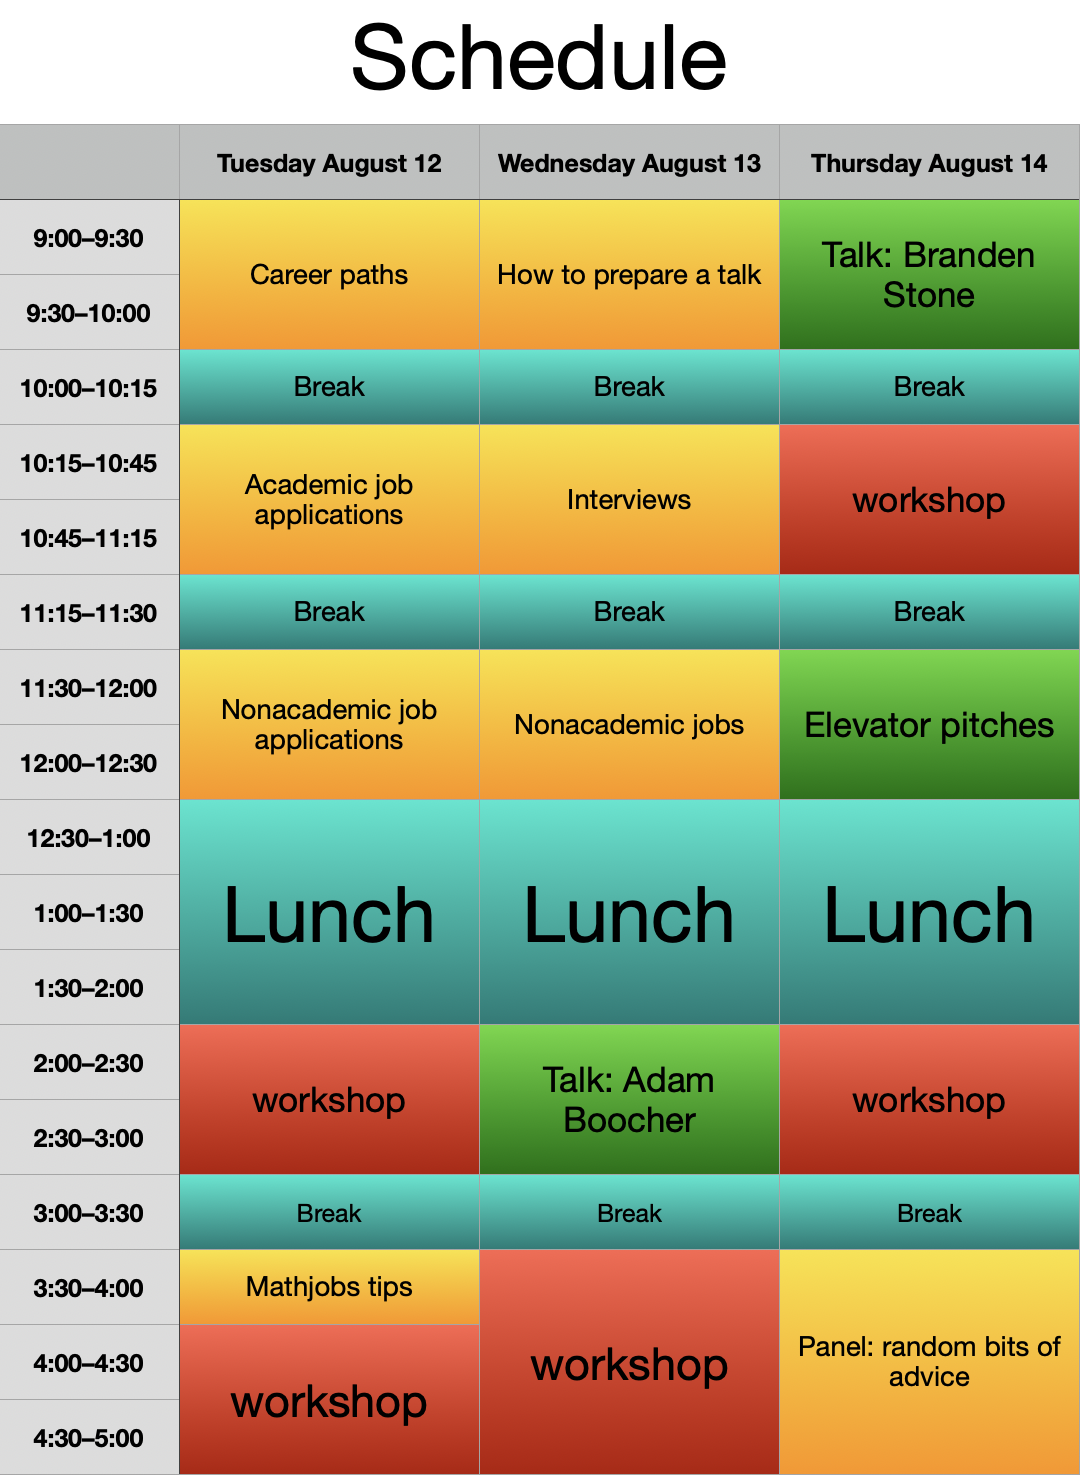 Schedule
Tuesday August 12 Wednesday August 13 Thursday August 14
9:00–9:30
9:30–10:00
Career paths
How to prepare a talk
Talk: Branden
Stone
10:00–10:15 Break Break Break
10:15–10:45
10:45–11:15
Academic job
applications
Interviews
workshop
11:15–11:30 Break Break Break
11:30–12:00
12:00–12:30
Nonacademic job
applications
Nonacademic jobs
Elevator pitches
12:30–1:00
1:00–1:30
1:30–2:00
Lunch Lunch Lunch
2:00–2:30
2:30–3:00
workshop
Talk: Adam
Boocher
workshop
3:00–3:30 Break Break Break
3:30–4:00
4:00–4:30
4:30–5:00
Mathjobs tips
workshop
workshop
Panel: random bits of
advice